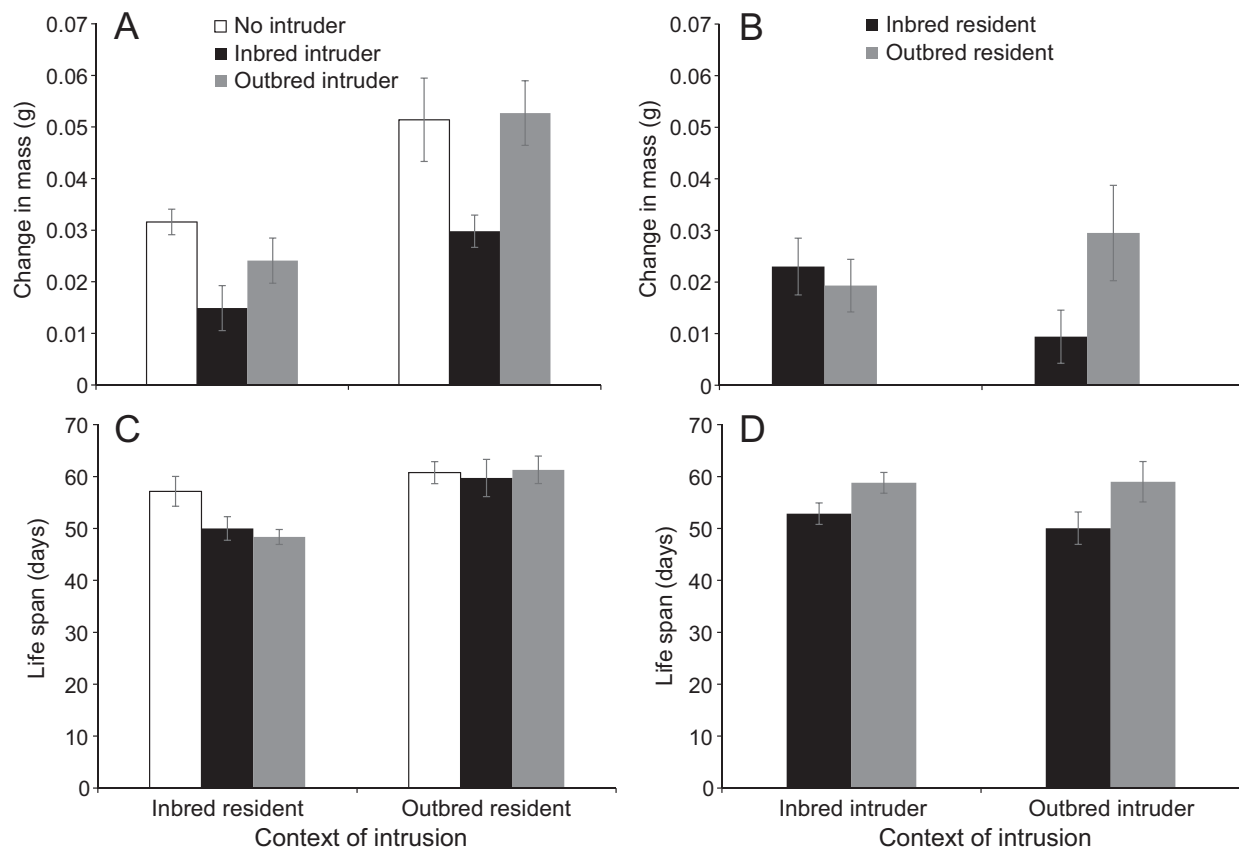 A
No intruder
Inbred intruder
Outbred intruder
Change in mass (g)
0.07
0.06
0.05
0.04
0.03
0.02
0.01
0
B
Inbred resident
Outbred resident
Change in mass (g)
0.07
0.06
0.05
0.04
0.03
0.02
0.01
0
C
Life span (days)
70
60
50
40
30
20
10
0
Inbred resident
Outbred resident
Context of intrusion
D
Life span (days)
70
60
50
40
30
20
10
0
Inbred intruder
Outbred intruder
Context of intrusion